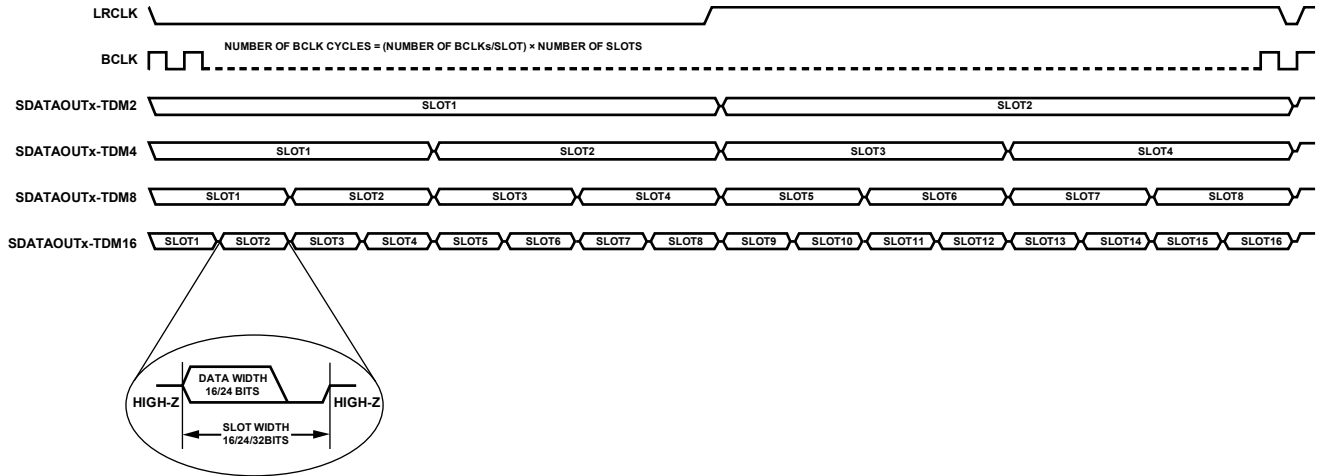 LRCLK
BCLK
NUMBER OF BCLK CYCLES = (NUMBER OF BCLKs/SLOT) × NUMBER OF SLOTS
SDATAOUTx-TDM2
SLOT1
SLOT2
SDATAOUTx-TDM4
SLOT1
SLOT2
SLOT3
SLOT4
SDATAOUTx-TDM8
SLOT1
SLOT2
SLOT3
SLOT4
SLOT5
SLOT6
SLOT7
SLOT8
SDATAOUTx-TDM16
SLOT1
SLOT2
SLOT3
SLOT4
SLOT5
SLOT6
SLOT7
SLOT8
SLOT9
SLOT10
SLOT11
SLOT12
SLOT13
SLOT14
SLOT15
SLOT16
DATA WIDTH
16/24 BITS
HIGH-Z
HIGH-Z
SLOT WIDTH
16/24/32BITS